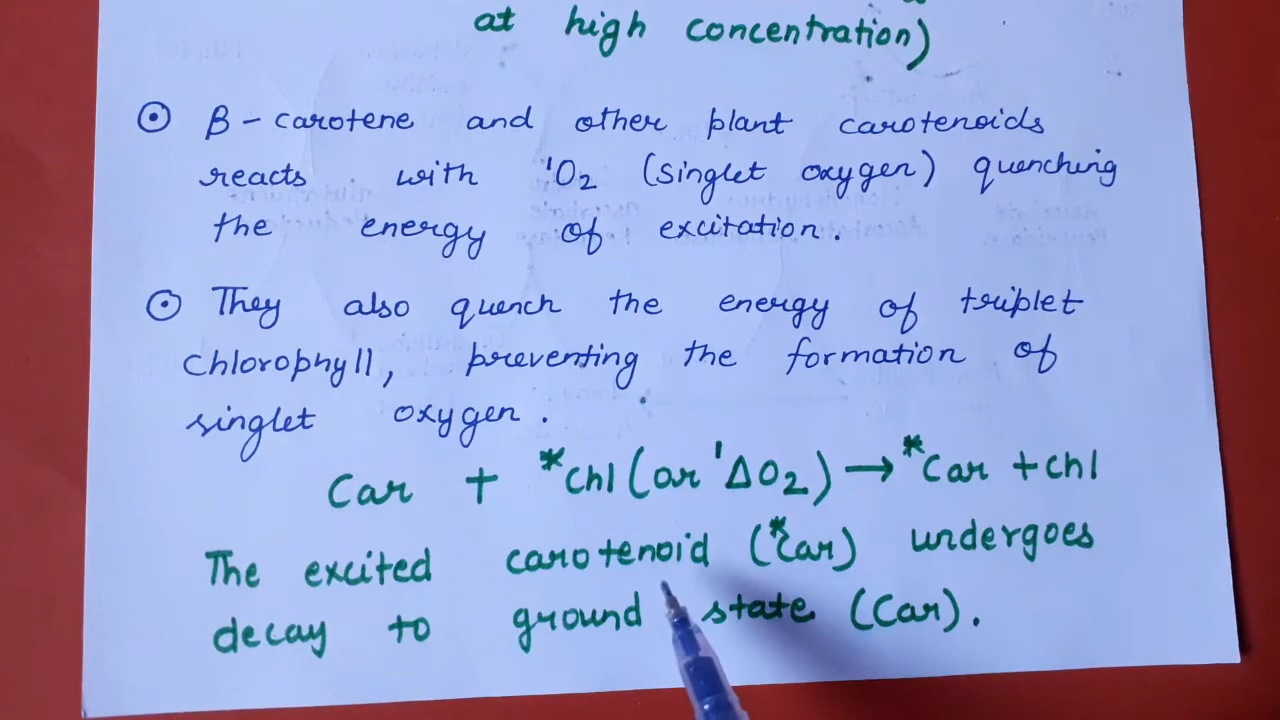 at high concentration)
⊙ β-carotene and other plant carotenoids
reacts with ¹O₂ (singlet oxygen) quenching
the energy of excitation.
⊙ They also quench the energy of triplet
chlorophyll, preventing the formation of
singlet oxygen.
Car + *chl (or ¹ΔO₂) → *Car + chl
The excited carotenoid (*Car) undergoes
decay to ground state (Car).